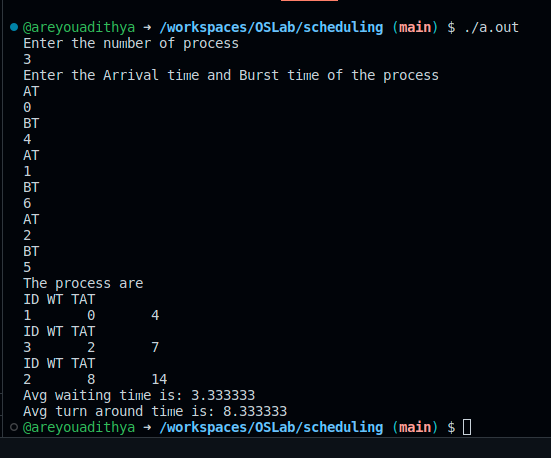 @areyouadithya ➜ /workspaces/OSLab/scheduling (main) $ ./a.out
Enter the number of process
3
Enter the Arrival time and Burst time of the process
AT
0
BT
4
AT
1
BT
6
AT
2
BT
5
The process are
ID WT TAT
1       0       4
ID WT TAT
3       2       7
ID WT TAT
2       8       14
Avg waiting time is: 3.333333
Avg turn around time is: 8.333333
@areyouadithya ➜ /workspaces/OSLab/scheduling (main) $